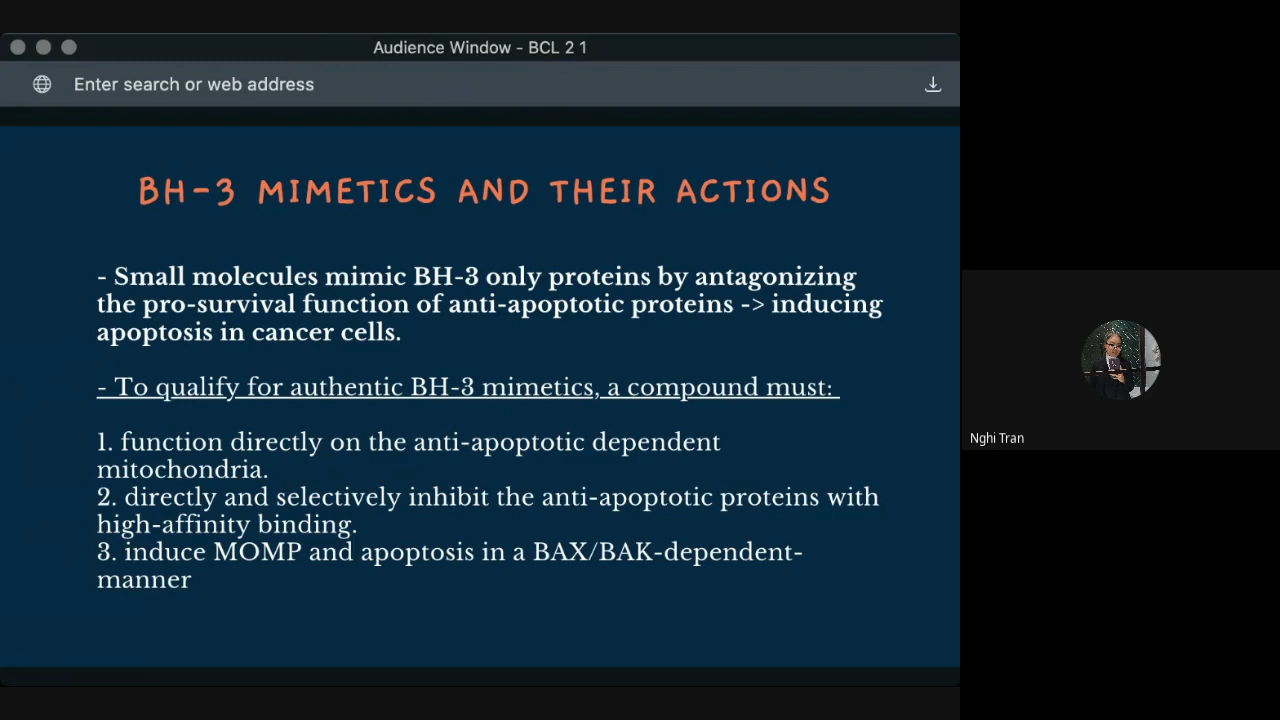 Audience Window - BCL 2 1
Enter search or web address
BH-3 MIMETICS AND THEIR ACTIONS
- Small molecules mimic BH-3 only proteins by antagonizing
the pro-survival function of anti-apoptotic proteins -> inducing
apoptosis in cancer cells.
- To qualify for authentic BH-3 mimetics, a compound must:
1. function directly on the anti-apoptotic dependent
mitochondria.
2. directly and selectively inhibit the anti-apoptotic proteins with
high-affinity binding.
3. induce MOMP and apoptosis in a BAX/BAK-dependent-
manner
Nghi Tran